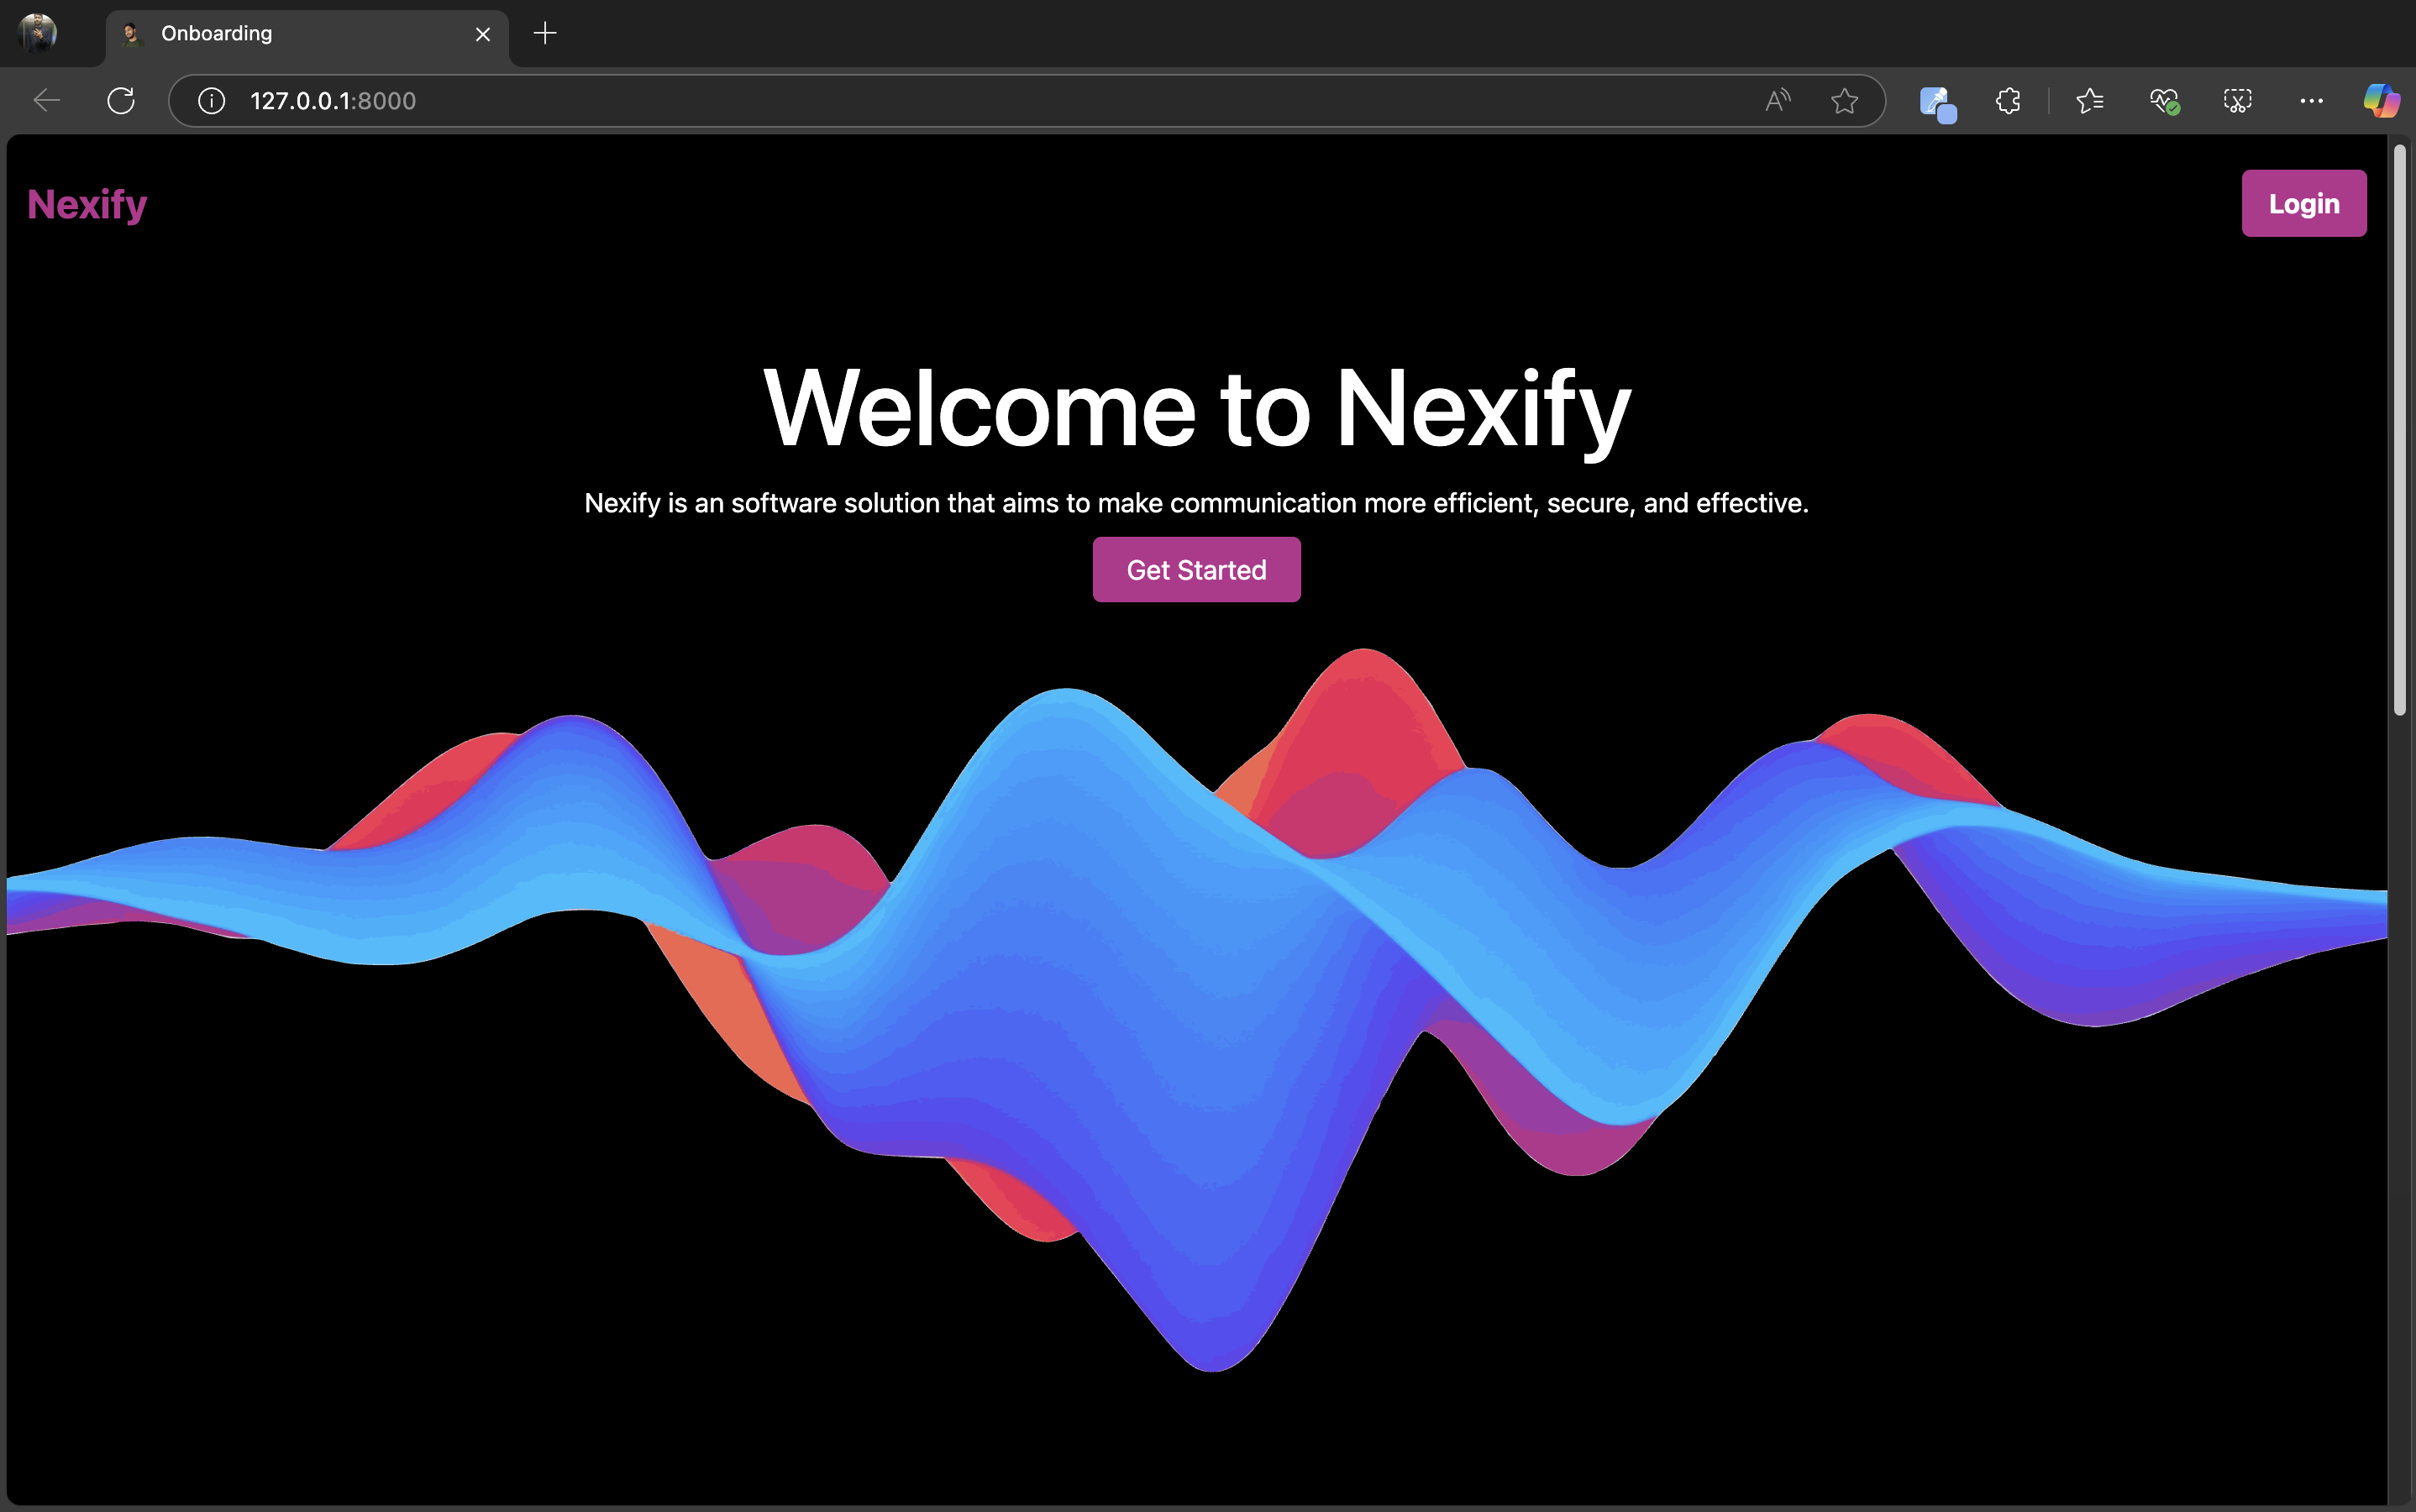 Onboarding
127.0.0.1:8000
Nexify
Login
Welcome to Nexify
Nexify is an software solution that aims to make communication more efficient, secure, and effective.
Get Started